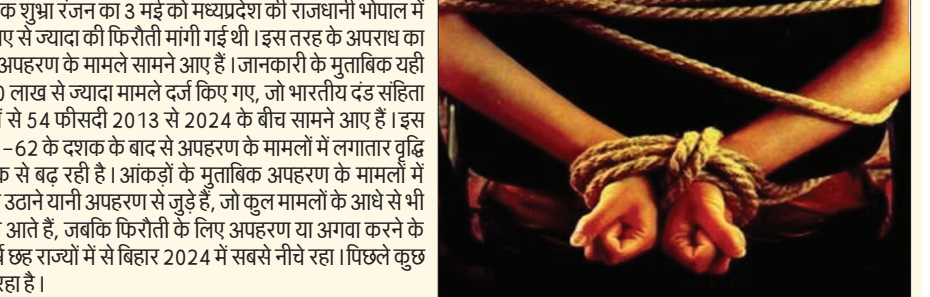 क शुभ्रा रंजन का 3 मई को मध्यप्रदेश की राजधानी भोपाल में
ए से ज्यादा की फिरौती मांगी गई थी । इस तरह के अपराध का
अपहरण के मामले सामने आए हैं । जानकारी के मुताबिक यही
0 लाख से ज्यादा मामले दर्ज किए गए, जो भारतीय दंड संहिता
से 54 फीसदी 2013 से 2024 के बीच सामने आए हैं । इस
-62 के दशक के बाद से अपहरण के मामलों में लगातार वृद्धि
क से बढ़ रही है । आंकड़ों के मुताबिक अपहरण के मामलों में
उठाने यानी अपहरण से जुड़े हैं, जो कुल मामलों के आधे से भी
आते हैं, जबकि फिरौती के लिए अपहरण या अगवा करने के
छह राज्यों में से बिहार 2024 में सबसे नीचे रहा । पिछले कुछ
रहा है ।